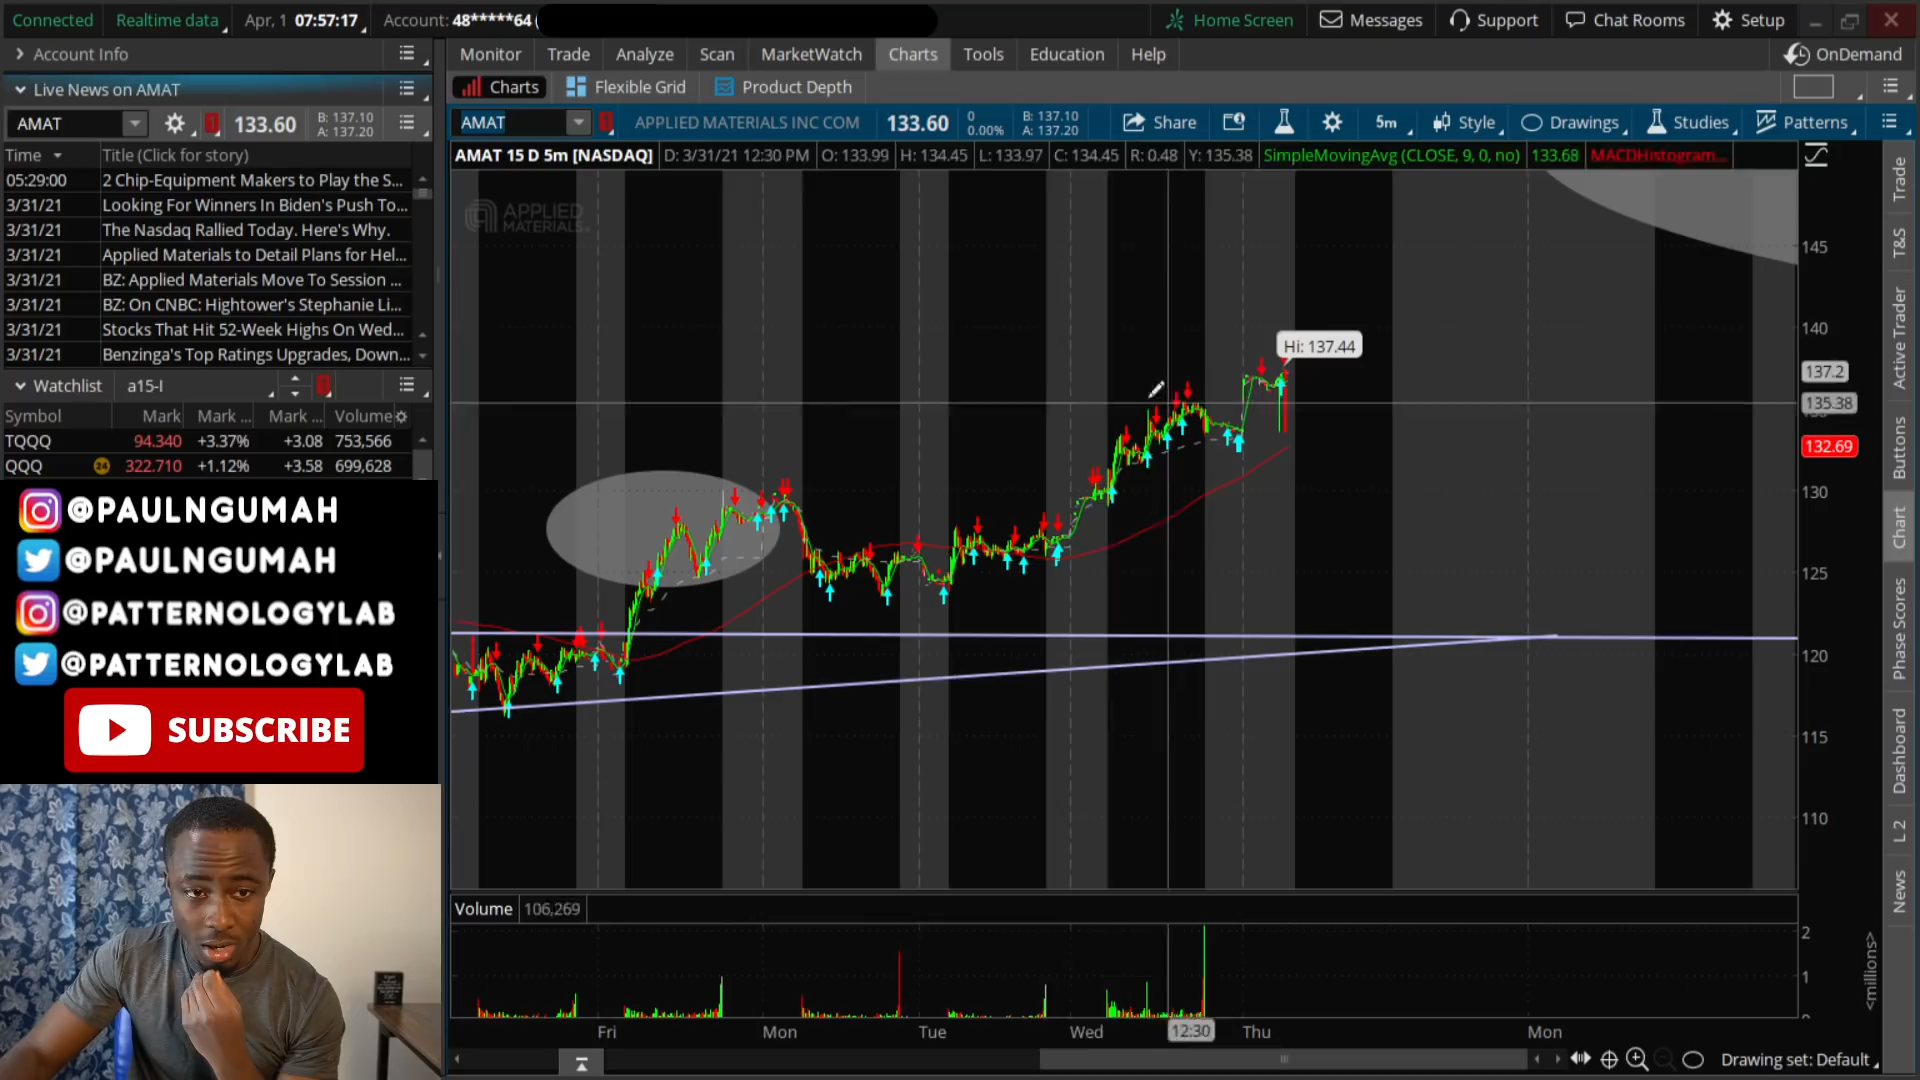 Connected Realtime data Apr, 1 07:57:17 Account: 48*****64 ( Home Screen Messages Support Chat Rooms Setup
Account Info
Monitor Trade Analyze Scan MarketWatch Charts Tools Education Help OnDemand
Live News on AMAT
Charts Flexible Grid Product Depth
AMAT 133.60 B: 137.10 A: 137.20
AMAT APPLIED MATERIALS INC COM 133.60 0 0.00% B: 137.10 A: 137.20 Share 5m Style Drawings Studies Patterns
Time Title (Click for story)
AMAT 15 D 5m [NASDAQ] D: 3/31/21 12:30 PM O: 133.99 H: 134.45 L: 133.97 C: 134.45 R: 0.48 Y: 135.38 SimpleMovingAvg (CLOSE, 9, 0, no) 133.68 MACDHistogram...
05:29:00 2 Chip-Equipment Makers to Play the S...
3/31/21 Looking For Winners In Biden's Push To...
3/31/21 The Nasdaq Rallied Today. Here's Why.
3/31/21 Applied Materials to Detail Plans for Hel...
3/31/21 BZ: Applied Materials Move To Session ...
3/31/21 BZ: On CNBC: Hightower's Stephanie Li...
3/31/21 Stocks That Hit 52-Week Highs On Wed...
3/31/21 Benzinga's Top Ratings Upgrades, Down...
Watchlist a15-I
Symbol Mark Mark ... Mark ... Volume
TQQQ 94.340 +3.37% +3.08 753,566
QQQ 24 322.710 +1.12% +3.58 699,628
@PAULNGUMAH
@PAULNGUMAH
@PATTERNOLOGYLAB
@PATTERNOLOGYLAB
SUBSCRIBE
APPLIED
MATERIALS
Hi: 137.44
145
140
137.2
135.38
132.69
130
125
120
115
110
Volume 106,269
2
1
<millions>
Fri Mon Tue Wed 12:30 Thu Mon
Drawing set: Default
Trade
T&S
Active Trader
Buttons
Chart
Phase Scores
Dashboard
L 2
News